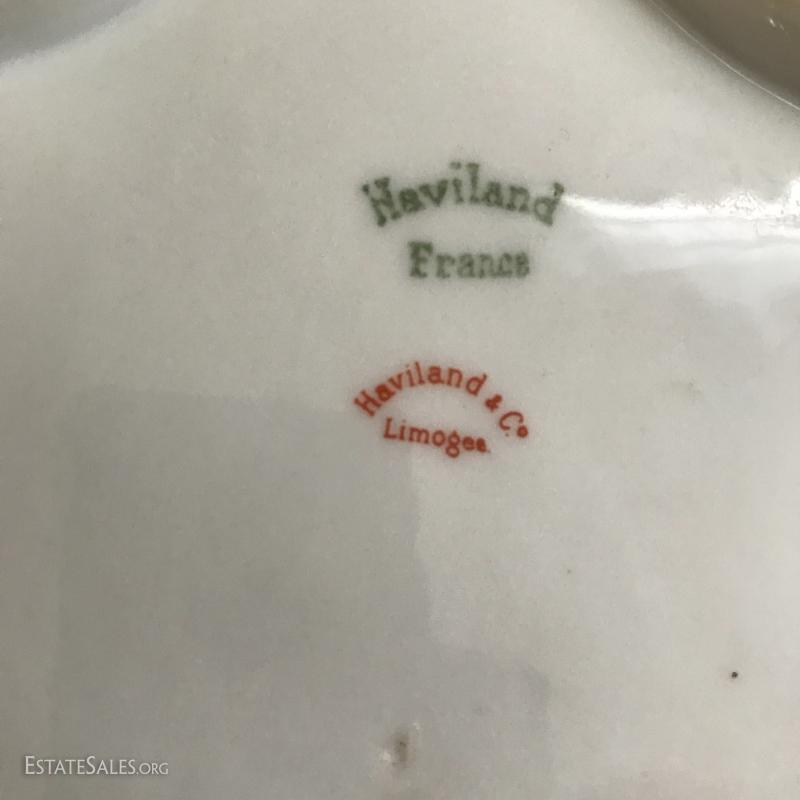 Haviland
France
Haviland & Co
Limoges.
EstateSales.org